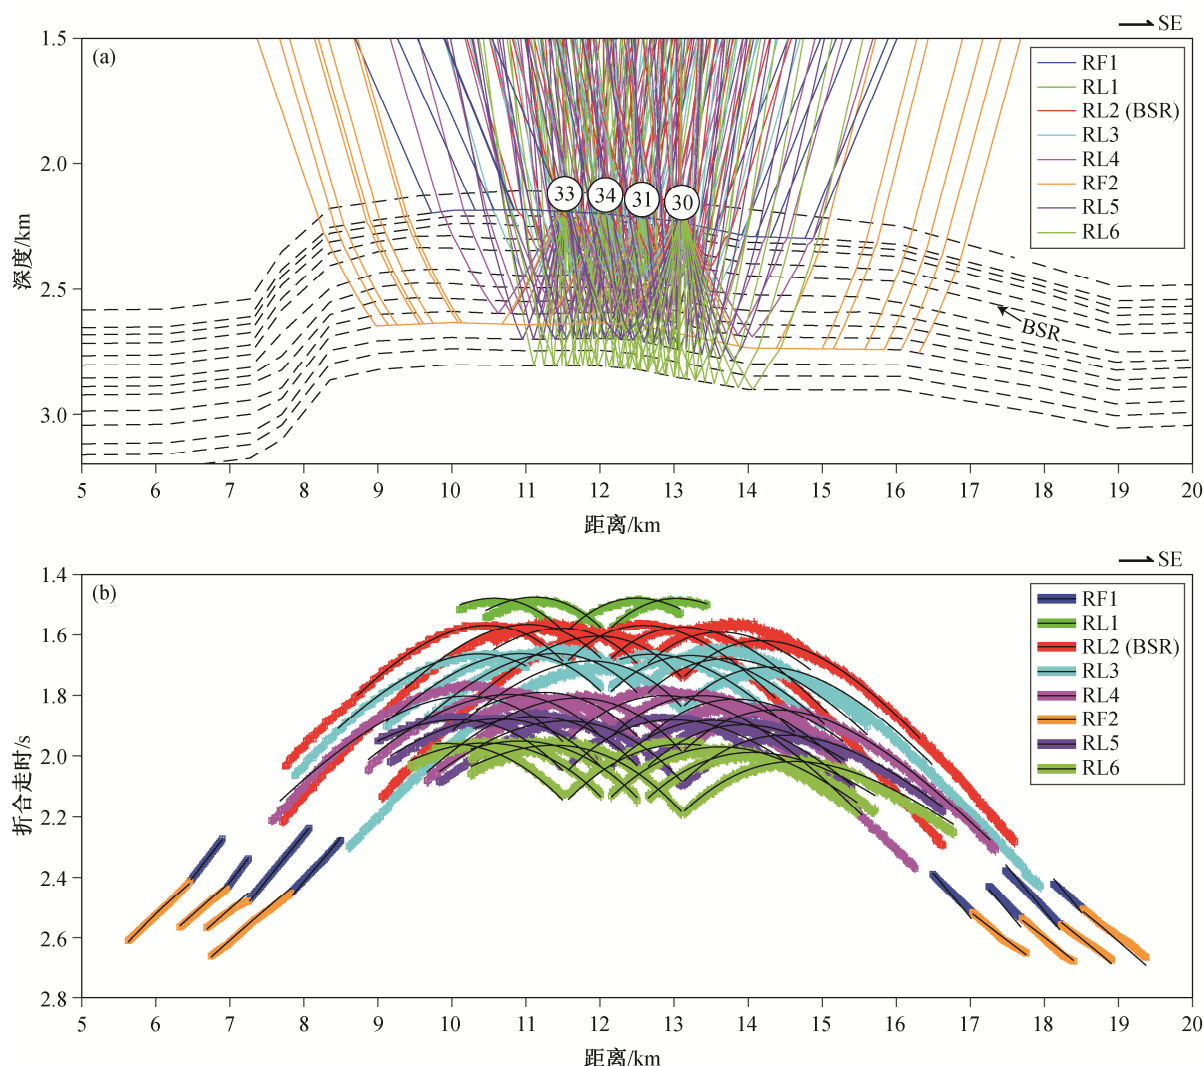 SE
(a)
1.5
2.0
2.5
3.0
深度/km
RF1
RL1
RL2 (BSR)
RL3
RL4
RF2
RL5
RL6
33 34 31 30
BSR
5 6 7 8 9 10 11 12 13 14 15 16 17 18 19 20
距离/km
SE
(b)
1.4
1.6
1.8
2.0
2.2
2.4
2.6
2.8
折合走时/s
RF1
RL1
RL2 (BSR)
RL3
RL4
RF2
RL5
RL6
5 6 7 8 9 10 11 12 13 14 15 16 17 18 19 20
距离/km